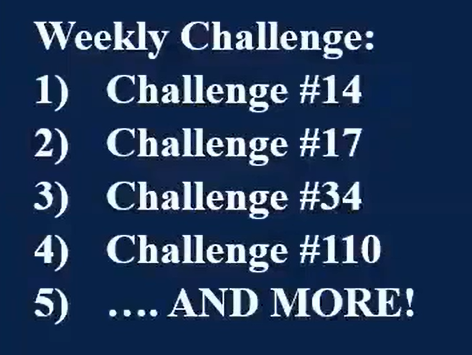 Weekly Challenge:
1) Challenge #14
2) Challenge #17
3) Challenge #34
4) Challenge #110
5) …. AND MORE!